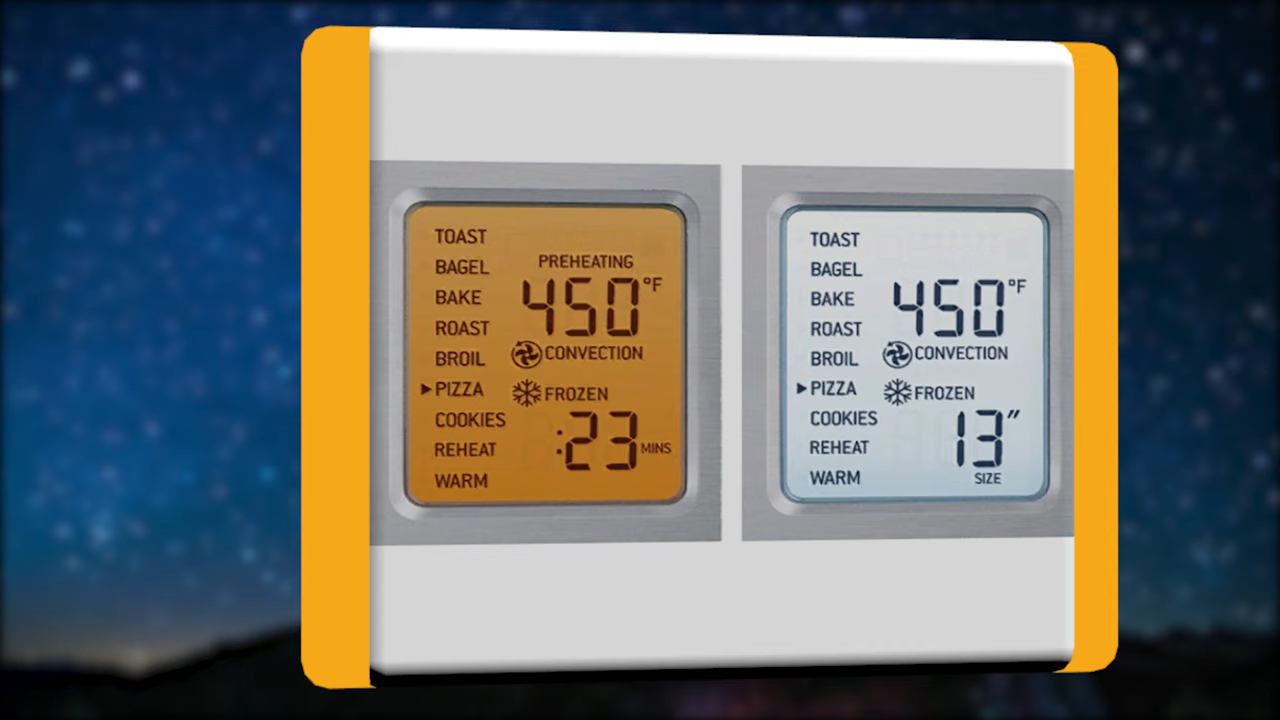 TOAST
BAGEL
BAKE
ROAST
BROIL
▶PIZZA
COOKIES
REHEAT
WARM
PREHEATING
450°F
CONVECTION
FROZEN
:23 MINS
TOAST
BAGEL
BAKE
ROAST
BROIL
▶PIZZA
COOKIES
REHEAT
WARM
450°F
CONVECTION
FROZEN
13″
SIZE